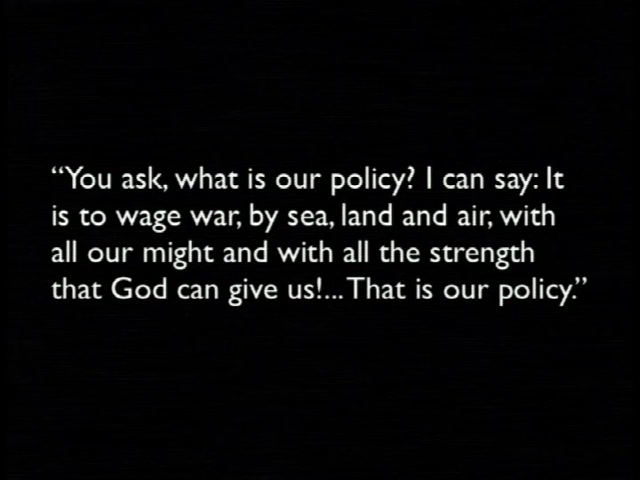 “You ask, what is our policy? I can say: It
is to wage war, by sea, land and air, with
all our might and with all the strength
that God can give us!... That is our policy.”